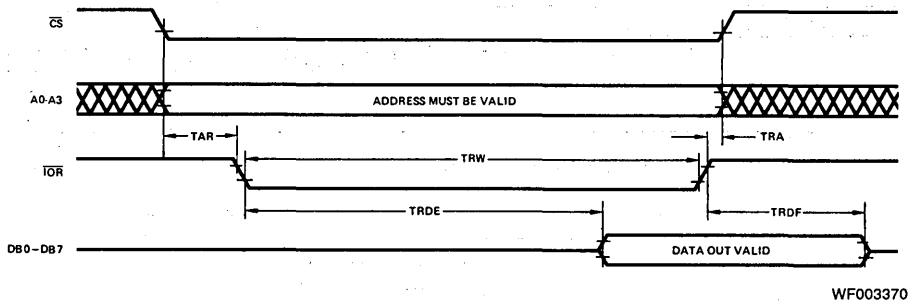 CS
A0-A3
ADDRESS MUST BE VALID
TAR
TRA
IOR
TRW
TRDE
TRDF
DB0–DB7
DATA OUT VALID
WF003370